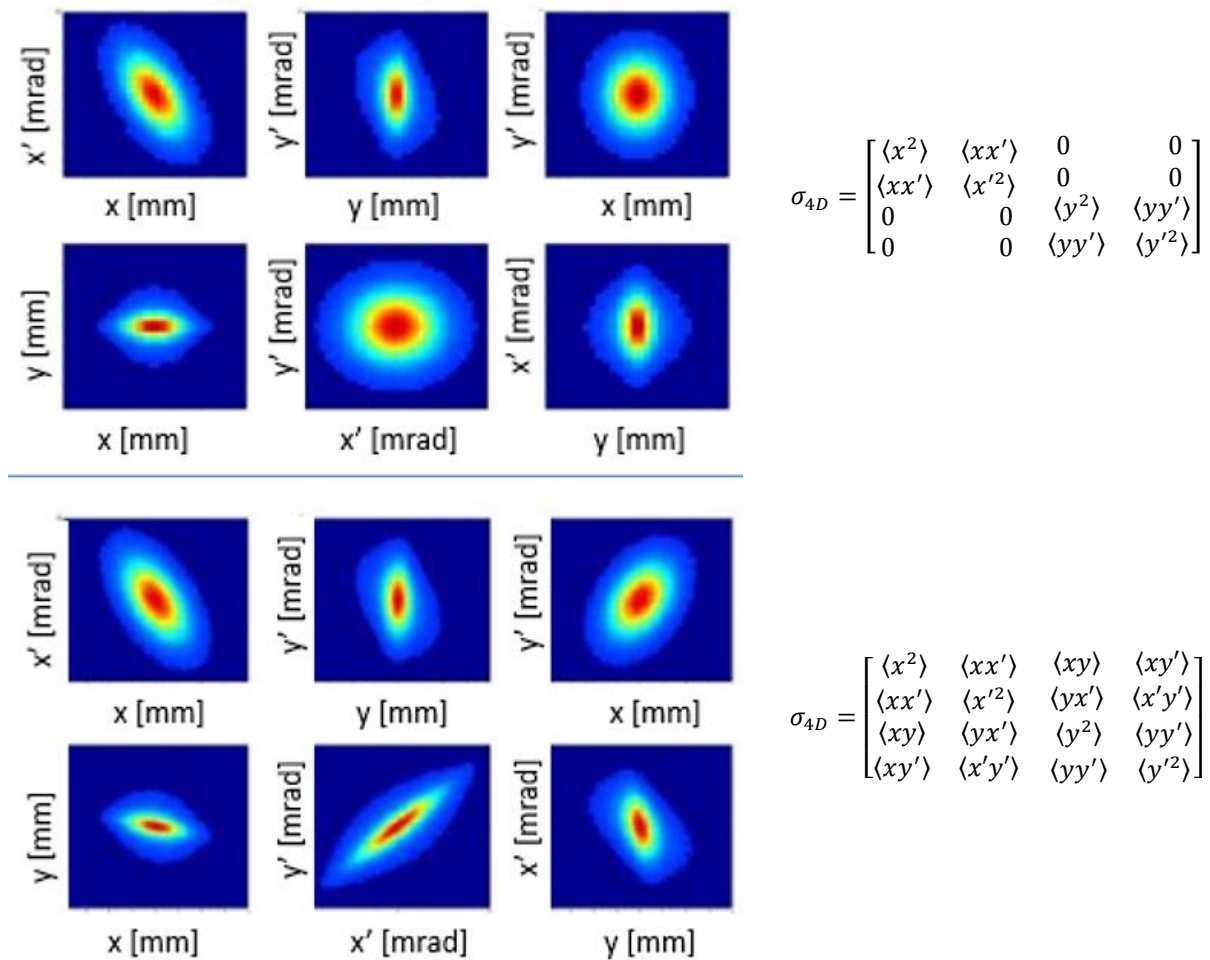 x' [mrad]
x [mm]
y' [mrad]
y [mm]
y' [mrad]
x [mm]
σ4D = [⟨x²⟩ ⟨xx'⟩ 0 0
⟨xx'⟩ ⟨x'²⟩ 0 0
0 0 ⟨y²⟩ ⟨yy'⟩
0 0 ⟨yy'⟩ ⟨y'²⟩]
y [mm]
x [mm]
y' [mrad]
x' [mrad]
x' [mrad]
y [mm]
x' [mrad]
x [mm]
y' [mrad]
y [mm]
y' [mrad]
x [mm]
σ4D = [⟨x²⟩ ⟨xx'⟩ ⟨xy⟩ ⟨xy'⟩
⟨xx'⟩ ⟨x'²⟩ ⟨yx'⟩ ⟨x'y'⟩
⟨xy⟩ ⟨yx'⟩ ⟨y²⟩ ⟨yy'⟩
⟨xy'⟩ ⟨x'y'⟩ ⟨yy'⟩ ⟨y'²⟩]
y [mm]
x [mm]
y' [mrad]
x' [mrad]
x' [mrad]
y [mm]